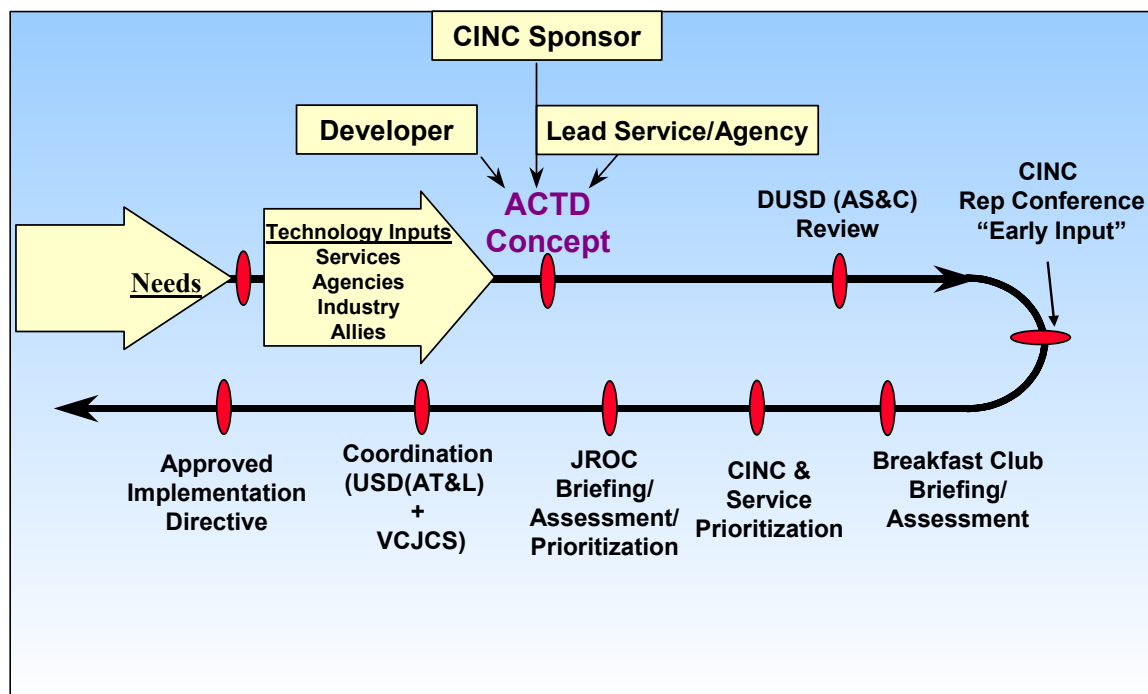 CINC Sponsor
Developer
Lead Service/Agency
ACTD
Concept
Needs
Technology Inputs
Services
Agencies
Industry
Allies
DUSD (AS&C)
Review
CINC
Rep Conference
“Early Input”
Approved
Implementation
Directive
Coordination
(USD(AT&L)
+
VCJCS)
JROC
Briefing/
Assessment/
Prioritization
CINC &
Service
Prioritization
Breakfast Club
Briefing/
Assessment